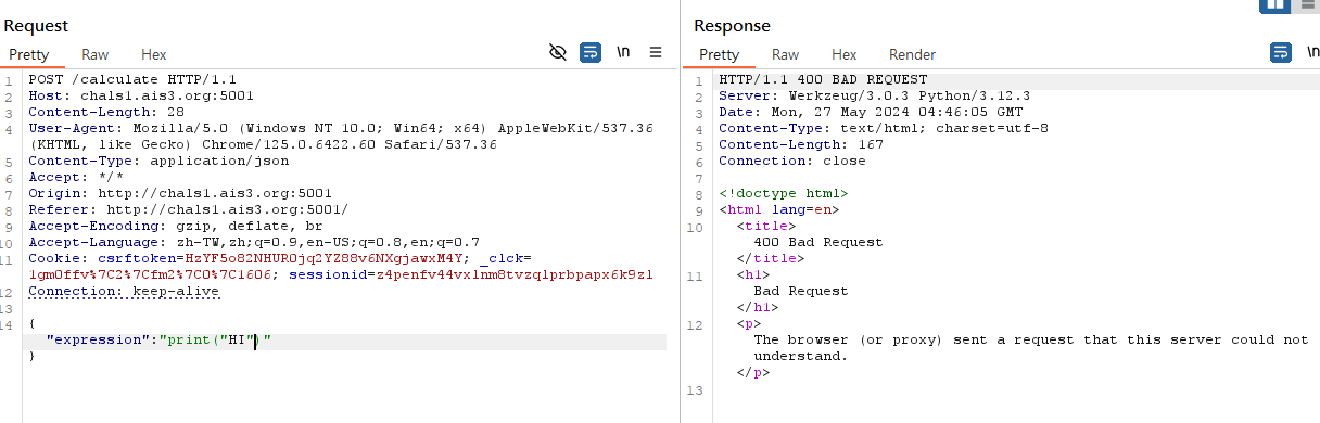 Request
Pretty Raw Hex \n
1 POST /calculate HTTP/1.1
2 Host: chals1.ais3.org:5001
3 Content-Length: 28
4 User-Agent: Mozilla/5.0 (Windows NT 10.0; Win64; x64) AppleWebKit/537.36
(KHTML, like Gecko) Chrome/125.0.6422.60 Safari/537.36
5 Content-Type: application/json
6 Accept: */*
7 Origin: http://chals1.ais3.org:5001
8 Referer: http://chals1.ais3.org:5001/
9 Accept-Encoding: gzip, deflate, br
10 Accept-Language: zh-TW,zh;q=0.9,en-US;q=0.8,en;q=0.7
11 Cookie: csrftoken=HzYF5o82NHUR0jq2YZ88v6NXgjawxM4Y; _clck=
1gm0ffv%7C2%7Cfm2%7C0%7C1606; sessionid=z4penfv44vxlnm8tvzqlprbpapx6k9zl
12 Connection: keep-alive
13
14 {
"expression":"print("HI")"
}
Response
Pretty Raw Hex Render \n
1 HTTP/1.1 400 BAD REQUEST
2 Server: Werkzeug/3.0.3 Python/3.12.3
3 Date: Mon, 27 May 2024 04:46:05 GMT
4 Content-Type: text/html; charset=utf-8
5 Content-Length: 167
6 Connection: close
7
8 <!doctype html>
9 <html lang=en>
10 <title>
400 Bad Request
</title>
11 <h1>
Bad Request
</h1>
12 <p>
The browser (or proxy) sent a request that this server could not
understand.
</p>
13